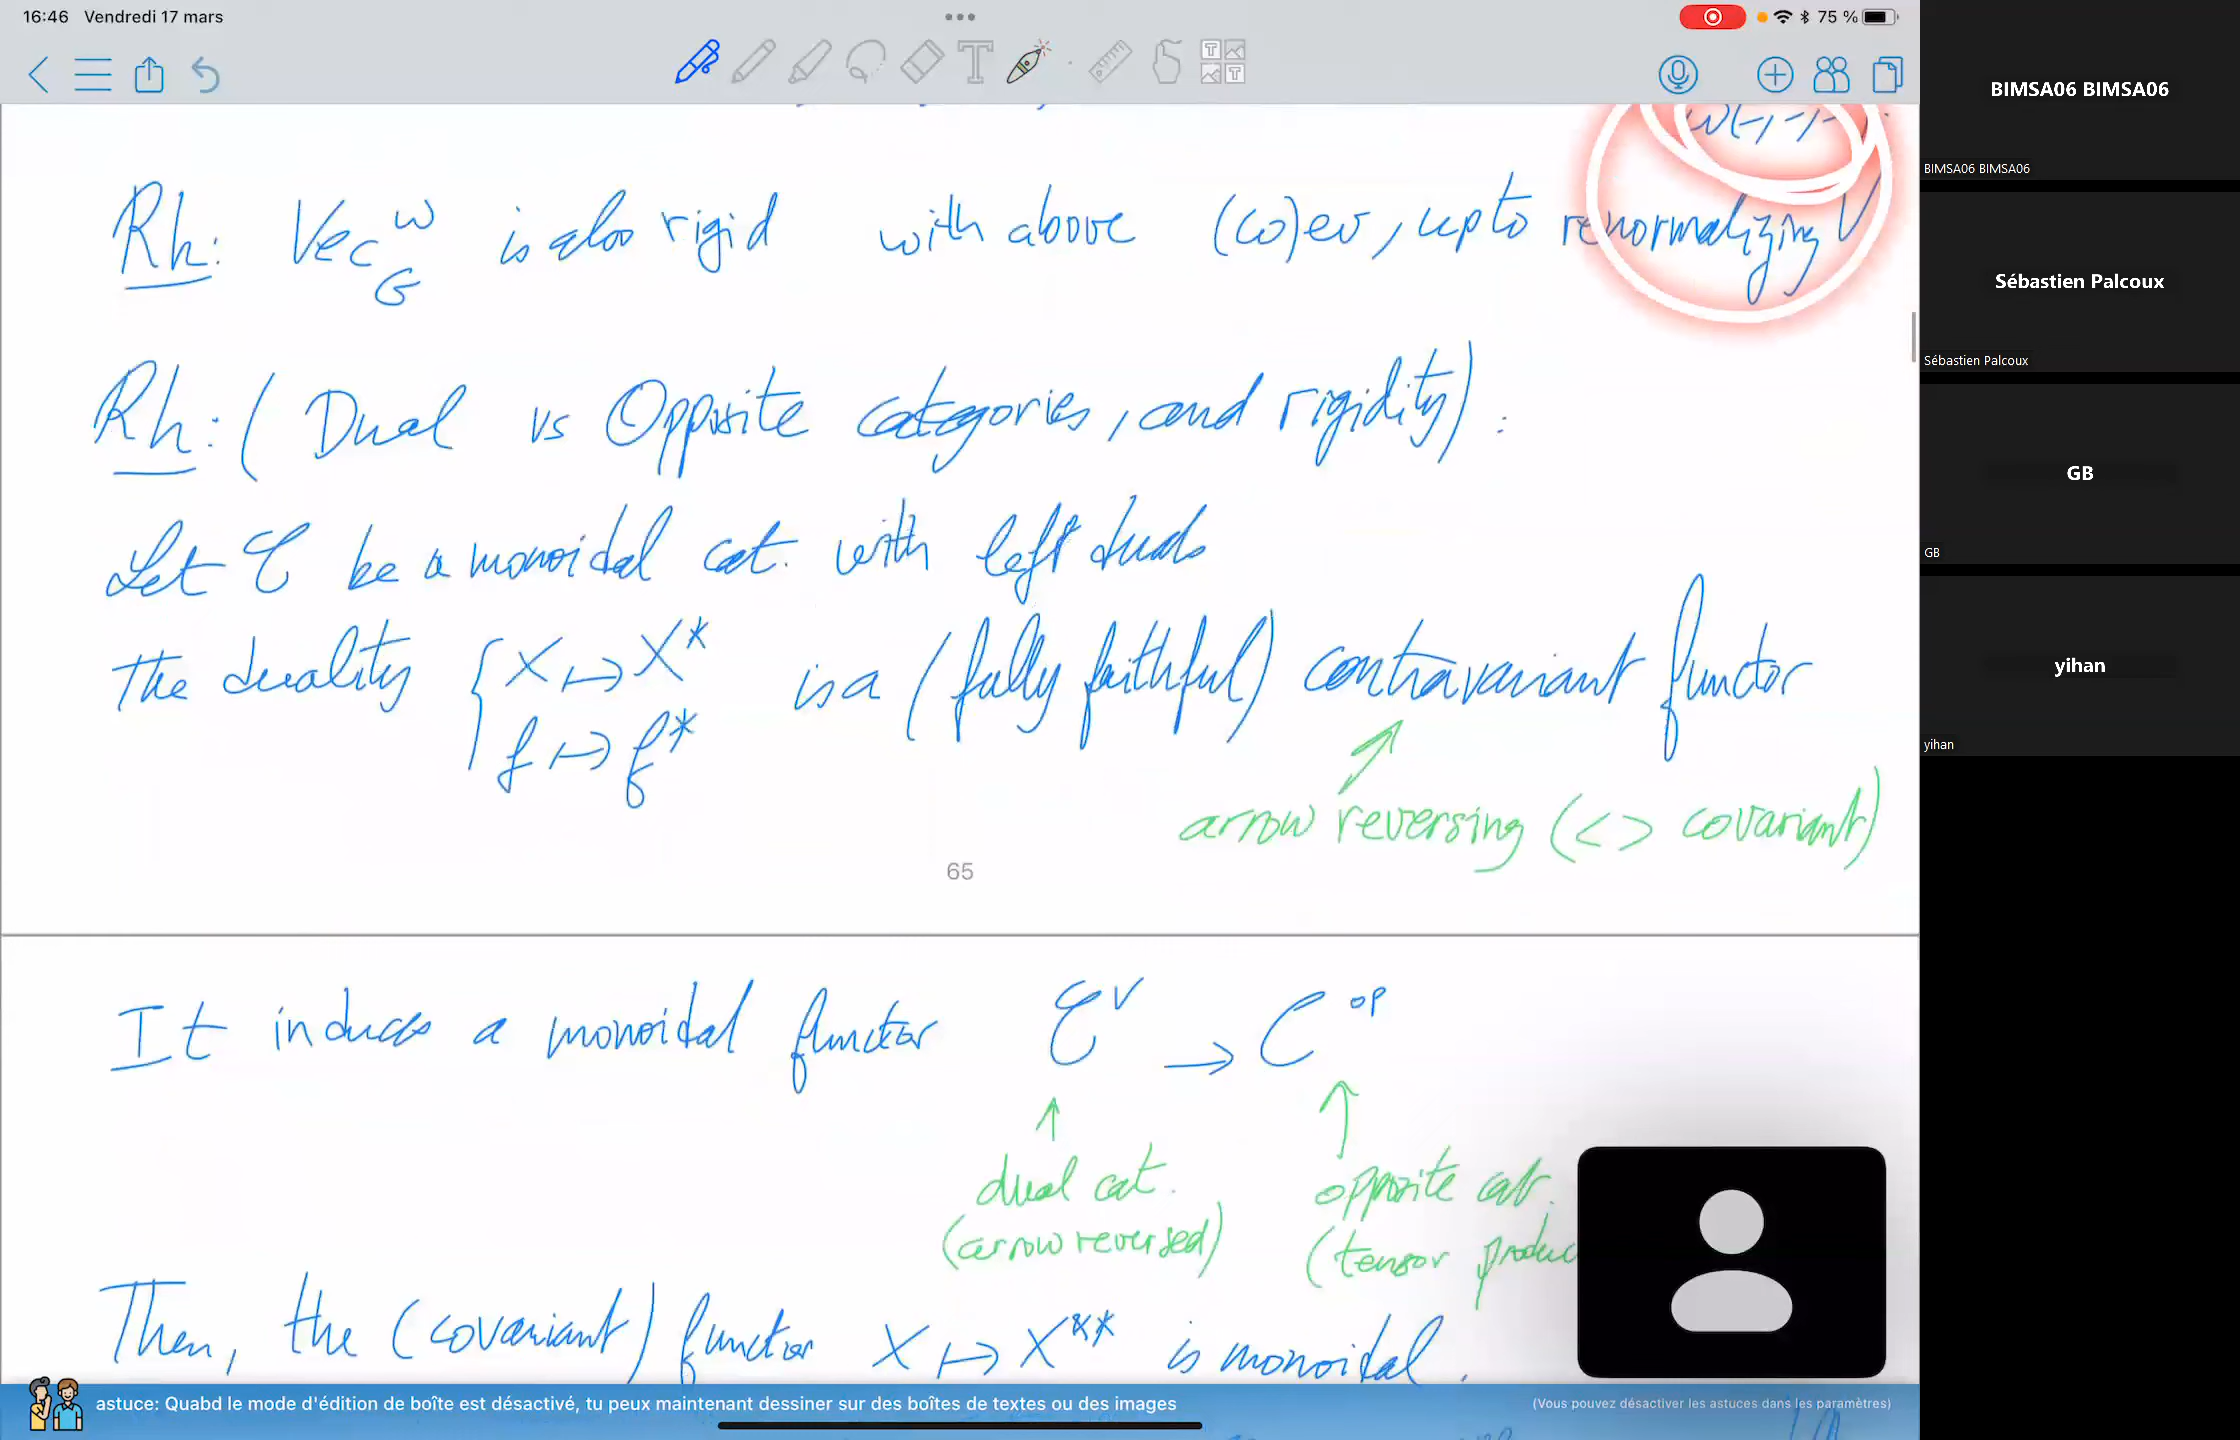 16:46 Vendredi 17 mars
75 %
ω(-,-,-)
Rk: Vec_G^ω is also rigid with above (co)ev, up to renormalizing
Rk: (Dual vs Opposite categories, and rigidity):
Let C be a monoidal cat. with left duals
The duality { X ↦ X* is a (fully faithful) contravariant functor
f ↦ f*
arrow reversing (<> covariant)
65
It induces a monoidal functor C^∨ → C^op
dual cat. opposite cat.
(arrow reversed) (tensor produc
Then, the (covariant) functor X ↦ X** is monoidal.
astuce: Quabd le mode d'édition de boîte est désactivé, tu peux maintenant dessiner sur des boîtes de textes ou des images
(Vous pouvez désactiver les astuces dans les paramètres)
BIMSA06 BIMSA06
BIMSA06 BIMSA06
Sébastien Palcoux
Sébastien Palcoux
GB
GB
yihan
yihan